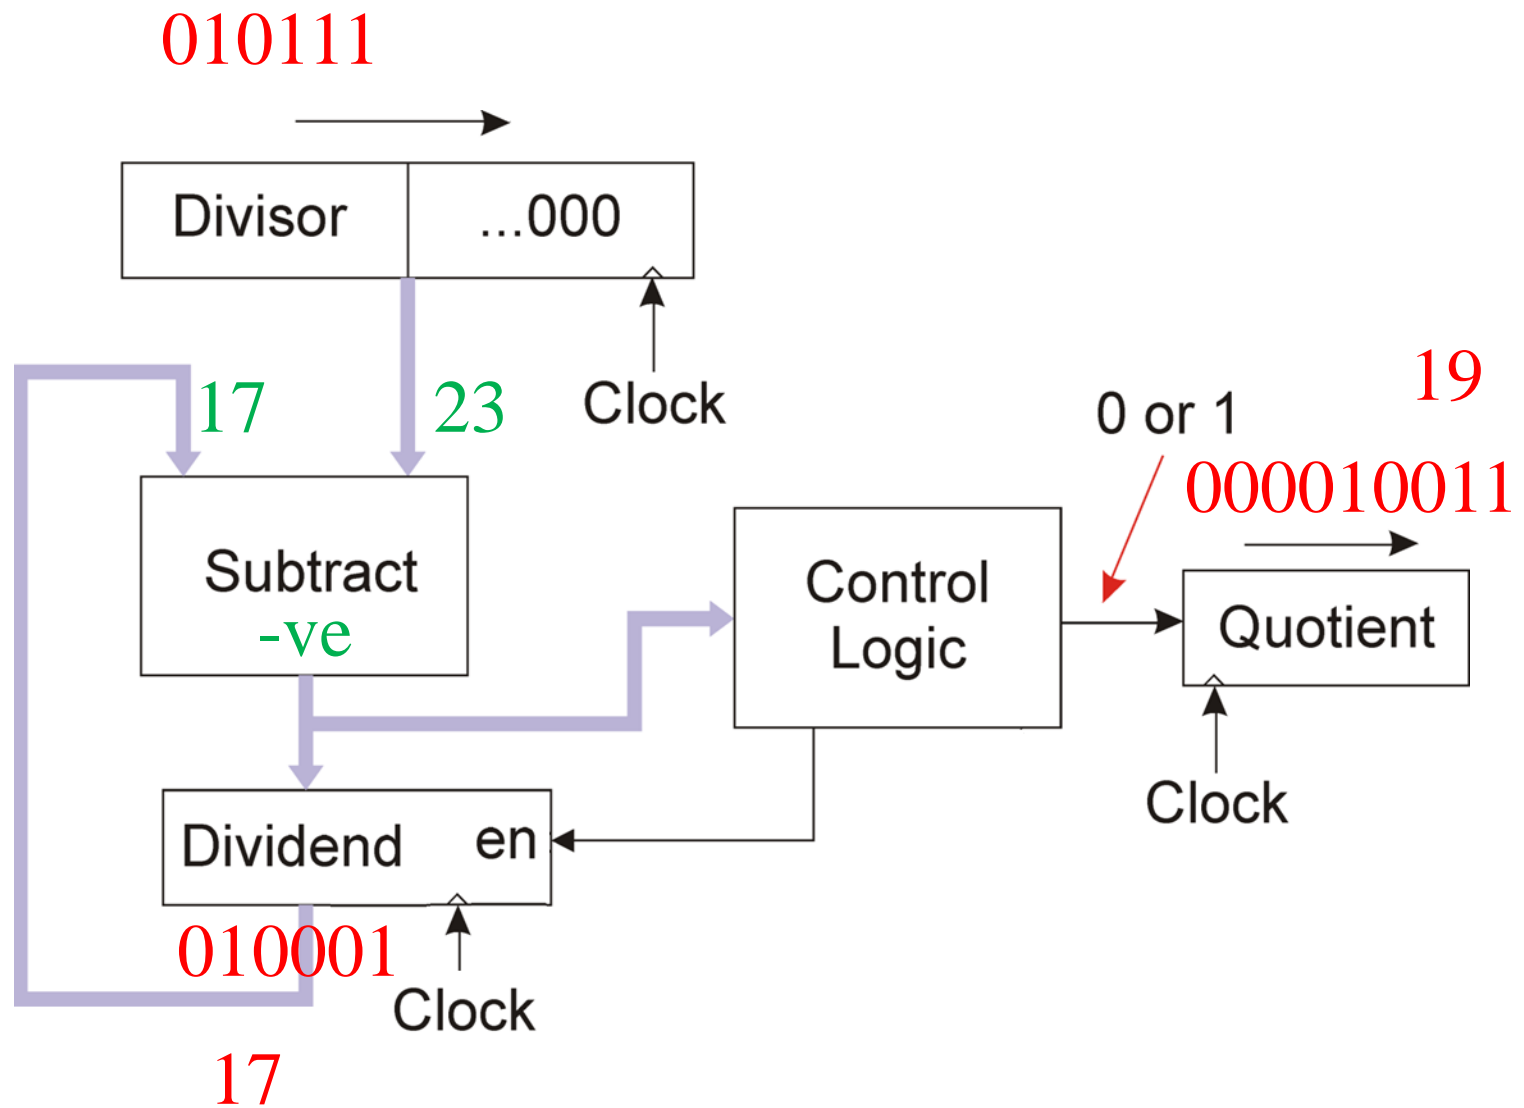 010111
Divisor ...000
17 23 Clock
19
0 or 1
000010011
Subtract
-ve
Control
Logic
Quotient
Clock
Dividend en
010001
Clock
17